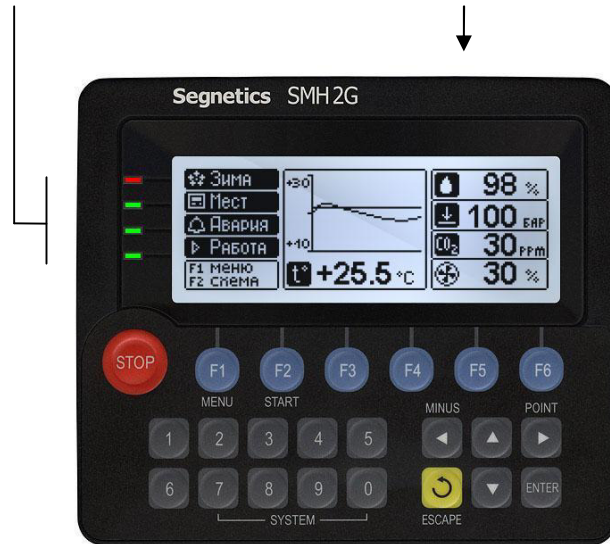 Segnetics SMH 2G
Зима
Мест
Авария
Работа
F1 меню
F2 схема
+30
+10
t° +25.5 °C
98 %
100 БАР
CO2 30 PPm
30 %
STOP
F1 F2 F3 F4 F5 F6
MENU START MINUS POINT
1 2 3 4 5
6 7 8 9 0 ENTER
SYSTEM ESCAPE